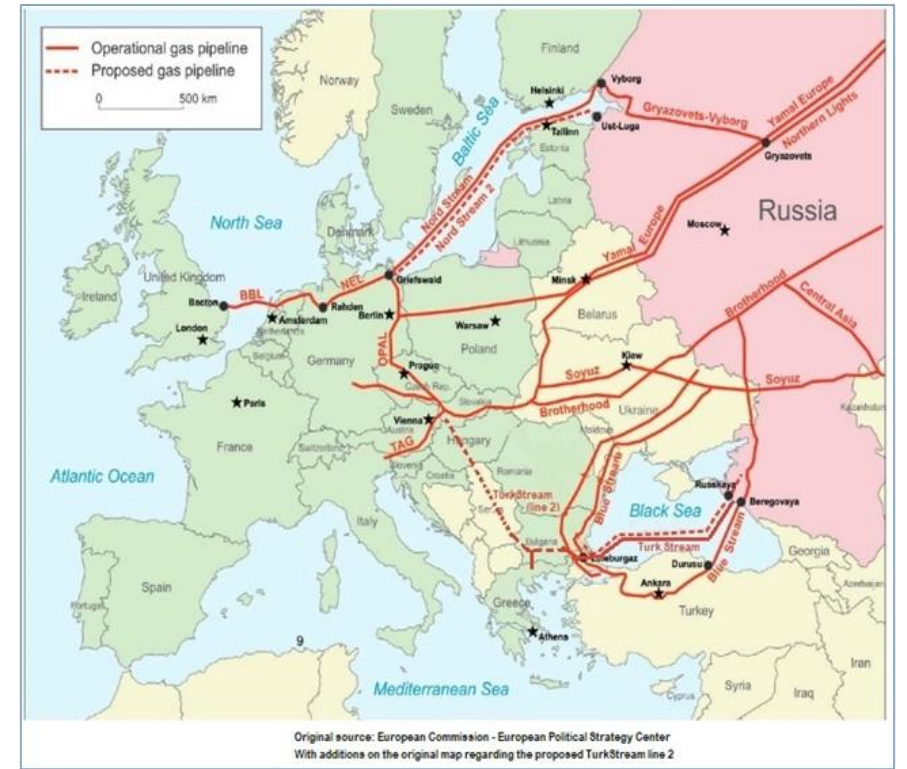 Operational gas pipeline
Proposed gas pipeline
0 500 km
Finland
Norway
Sweden
Helsinki
Vyborg
Baltic Sea
Tallinn
Ust-Luga
Estonia
Gryazovets-Vyborg
Yamal Europe
Northern Lights
Gryazovets
Russia
Moscow
North Sea
Nord Stream
Nord Stream 2
Latvia
Lithuania
Denmark
Yamal Europe
Minsk
Belarus
Ireland
United Kingdom
Bacton
BBL
NEL
Greifswald
London
Amsterdam
Netherlands
Rehden
Berlin
Warsaw
Poland
Brotherhood
Central Asia
Belgium
Germany
OPAL
Prague
Czech Rep.
Kiew
Soyuz
Soyuz
Paris
Slovakia
Brotherhood
Ukraine
Kazakhstan
Vienna
Austria
Moldova
France
Switzerland
TAG
Hungary
Slovenia
Croatia
Romania
Atlantic Ocean
TurkStream
(line 2)
Blue Stream
Black Sea
Russkaya
Beregovaya
Italy
Bulgaria
Turk Stream
Blue Stream
Durusu
Georgia
Spain
Portugal
Ankara
Azerbaijan
Greece
Turkey
Athens
9
Mediterranean Sea
Cyprus
Syria
Iraq
Iran
Original source: European Commission - European Political Strategy Center
With additions on the original map regarding the proposed TurkStream line 2